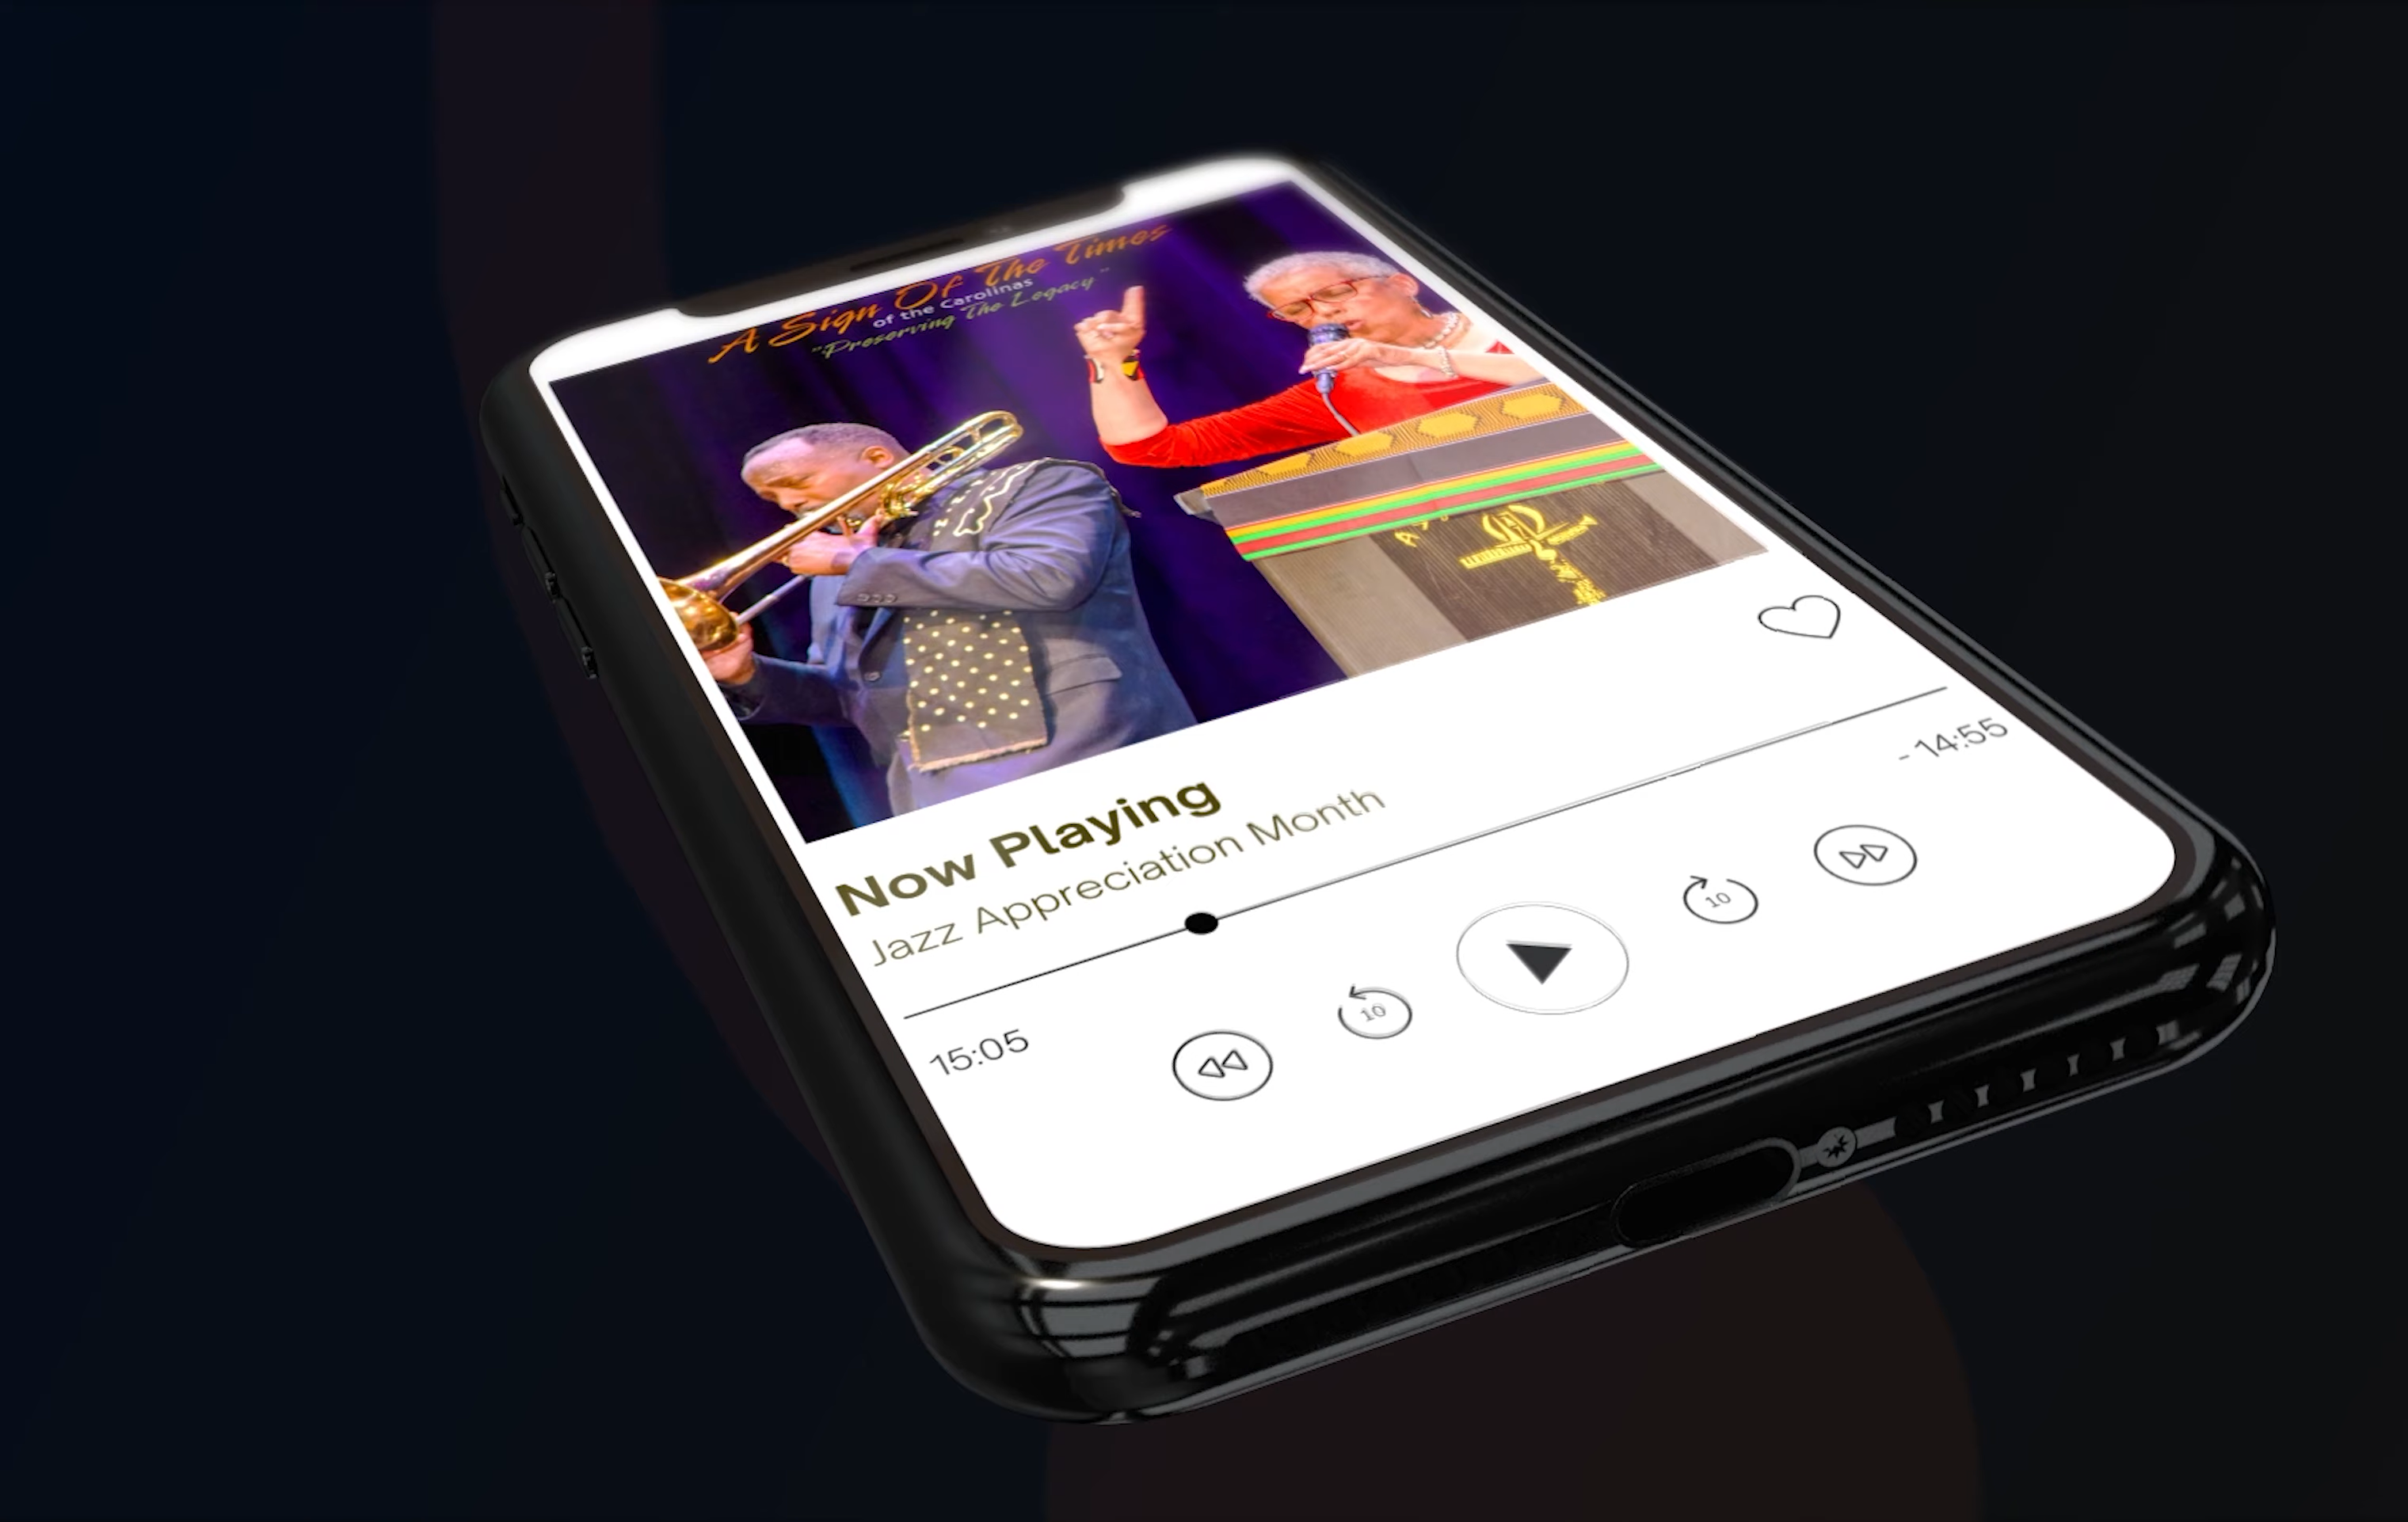 A Sign Of The Times
of the Carolinas
"Preserving The Legacy"
Now Playing
Jazz Appreciation Month
15:05
- 14:55
10
10